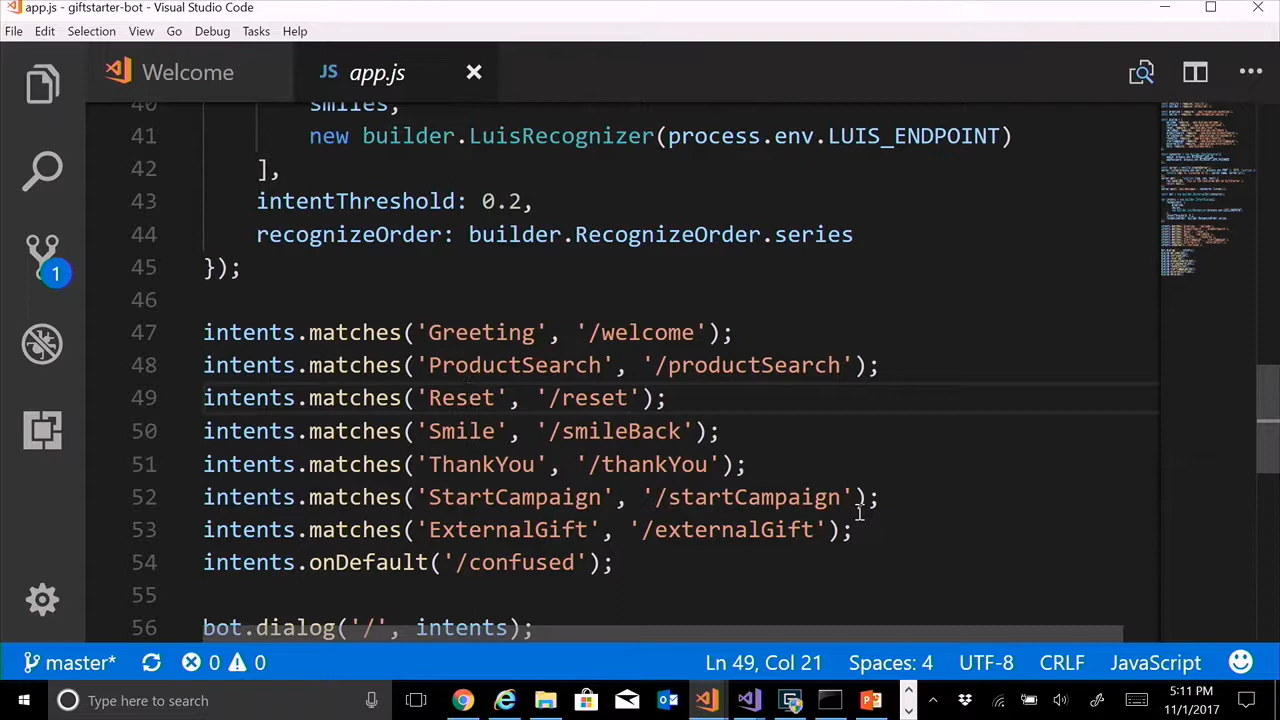 app.js - giftstarter-bot - Visual Studio Code
File Edit Selection View Go Debug Tasks Help
Welcome JS app.js
40 smiles,
41 new builder.LuisRecognizer(process.env.LUIS_ENDPOINT)
42 ],
43 intentThreshold: 0.2,
44 recognizeOrder: builder.RecognizeOrder.series
45 });
46
47 intents.matches('Greeting', '/welcome');
48 intents.matches('ProductSearch', '/productSearch');
49 intents.matches('Reset', '/reset');
50 intents.matches('Smile', '/smileBack');
51 intents.matches('ThankYou', '/thankYou');
52 intents.matches('StartCampaign', '/startCampaign');
53 intents.matches('ExternalGift', '/externalGift');
54 intents.onDefault('/confused');
55
56 bot.dialog('/', intents);
1
master* 0 0 Ln 49, Col 21 Spaces: 4 UTF-8 CRLF JavaScript
Type here to search
5:11 PM
11/1/2017